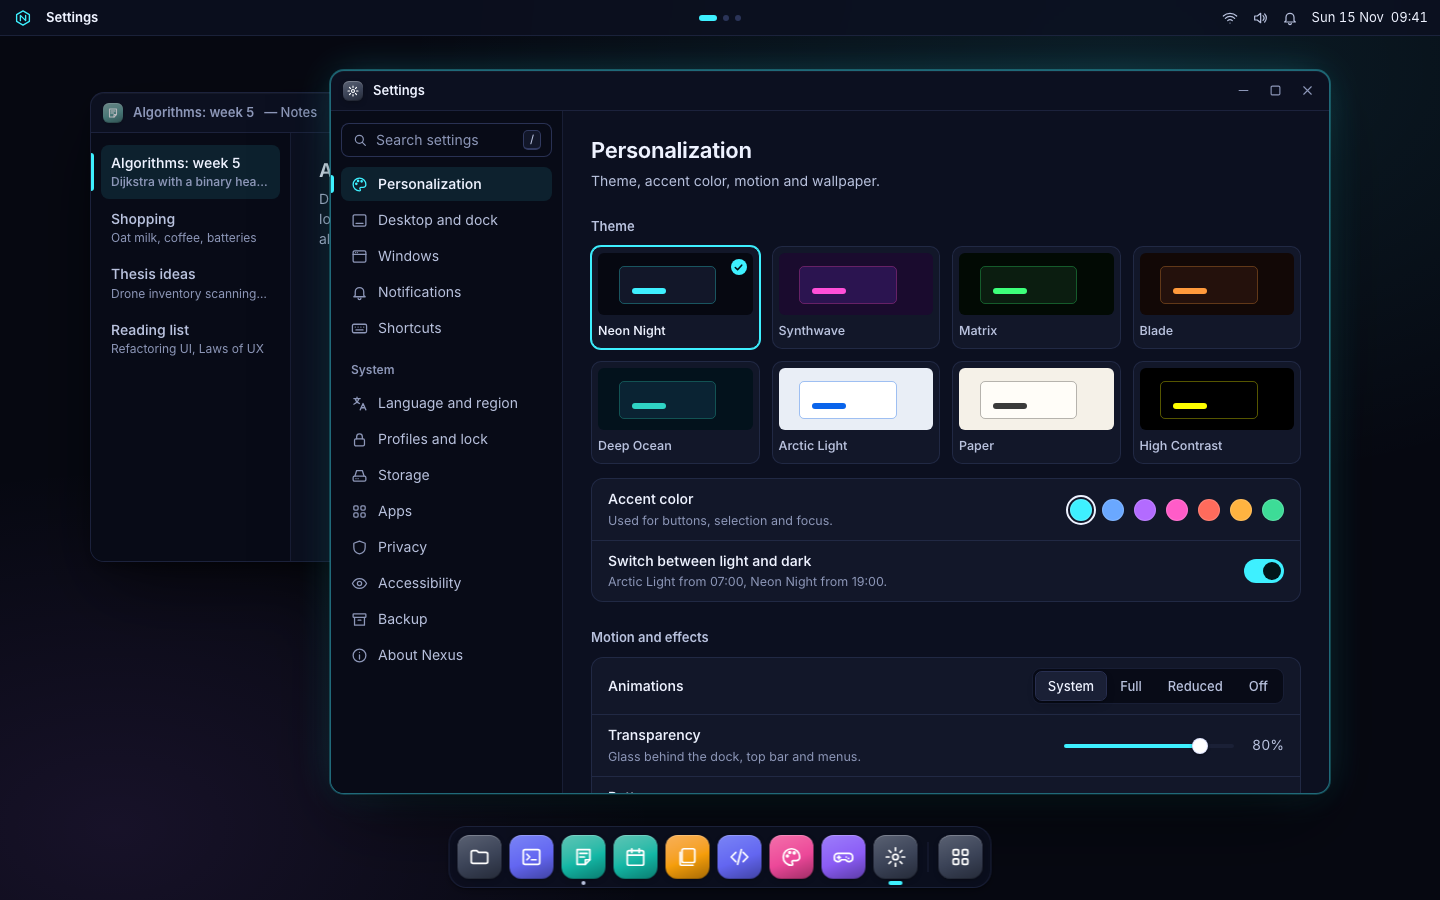 Settings
Sun 15 Nov 09:41
Algorithms: week 5 — Notes
Algorithms: week 5
Dijkstra with a binary hea...
Shopping
Oat milk, coffee, batteries
Thesis ideas
Drone inventory scanning...
Reading list
Refactoring UI, Laws of UX
Settings
Search settings /
Personalization
Desktop and dock
Windows
Notifications
Shortcuts
System
Language and region
Profiles and lock
Storage
Apps
Privacy
Accessibility
Backup
About Nexus
Personalization
Theme, accent color, motion and wallpaper.
Theme
Neon Night
Synthwave
Matrix
Blade
Deep Ocean
Arctic Light
Paper
High Contrast
Accent color
Used for buttons, selection and focus.
Switch between light and dark
Arctic Light from 07:00, Neon Night from 19:00.
Motion and effects
Animations
System Full Reduced Off
Transparency
Glass behind the dock, top bar and menus.
80%